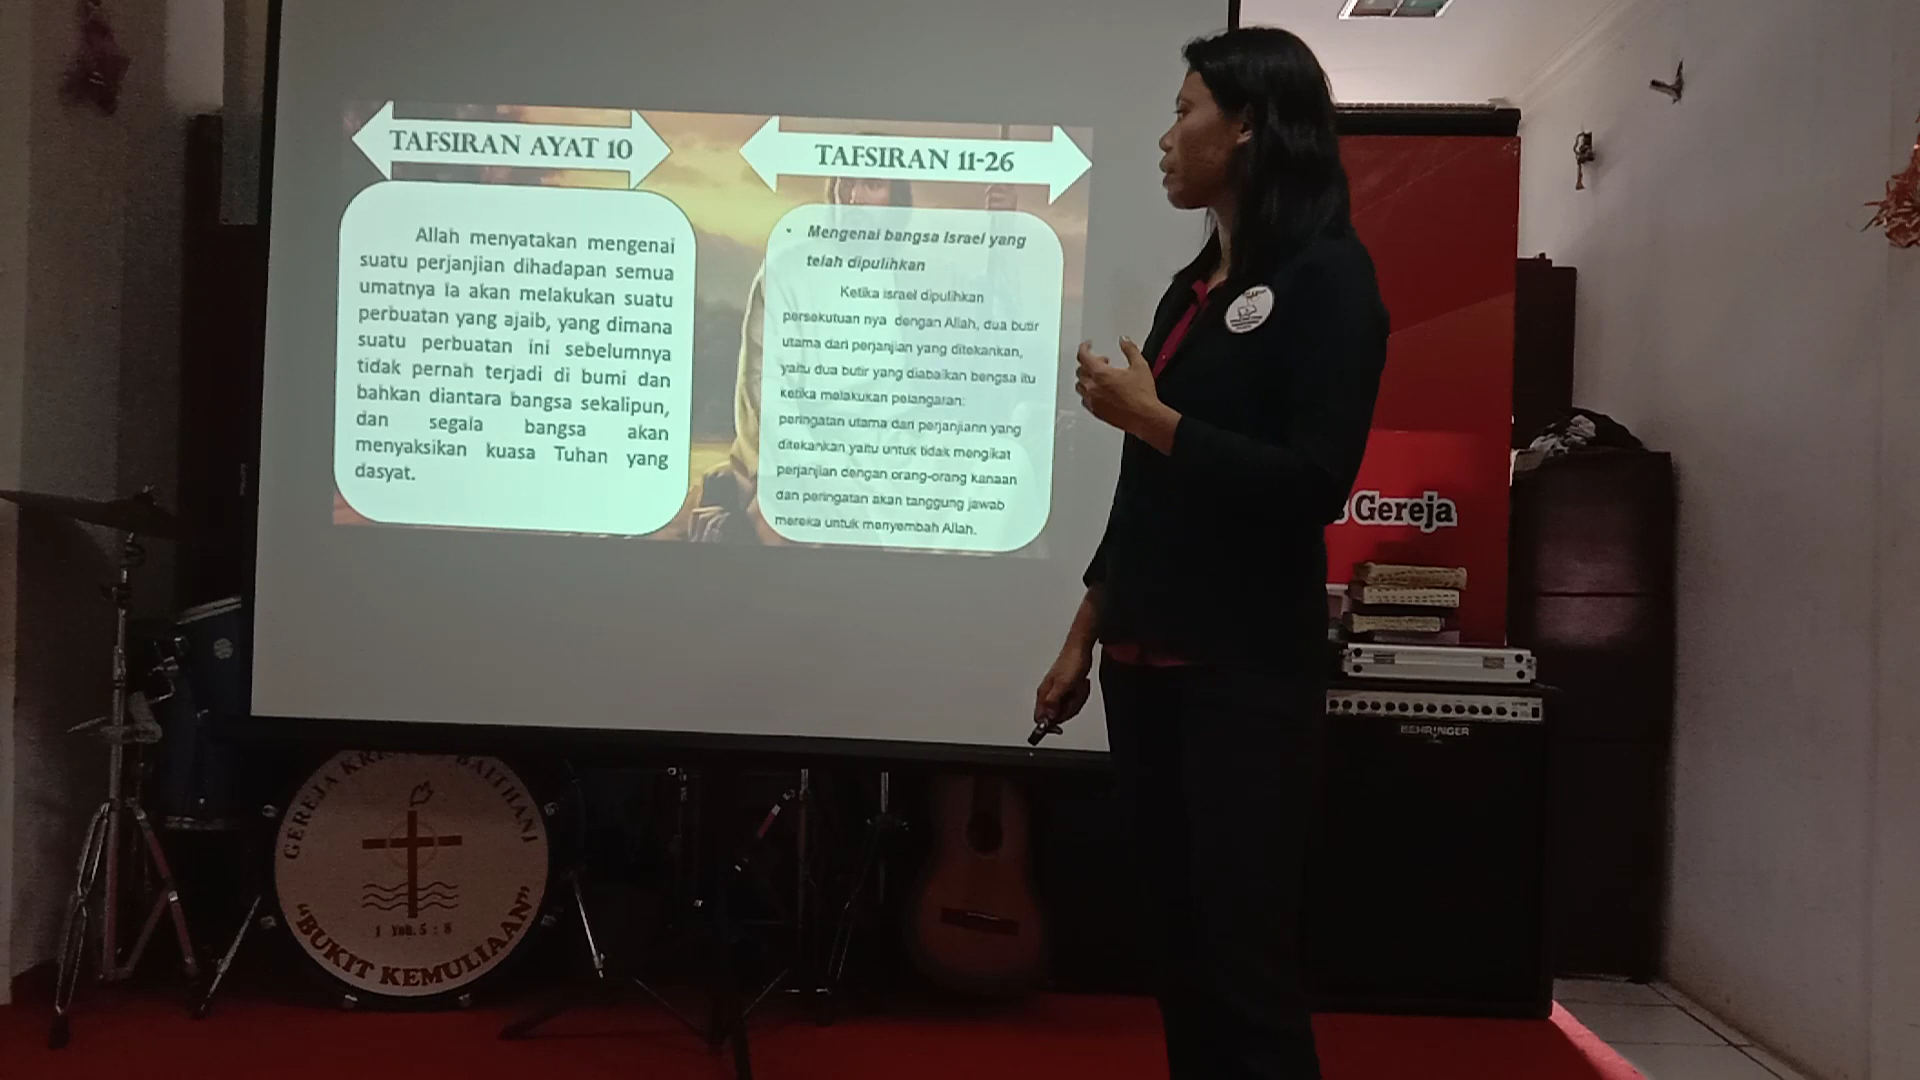 TAFSIRAN AYAT 10
Allah menyatakan mengenai
suatu perjanjian dihadapan semua
umatnya Ia akan melakukan suatu
perbuatan yang ajaib, yang dimana
suatu perbuatan ini sebelumnya
tidak pernah terjadi di bumi dan
bahkan diantara bangsa sekalipun,
dan segala bangsa akan
menyaksikan kuasa Tuhan yang
dasyat.
TAFSIRAN 11-26
• Mengenai bangsa Israel yang
telah dipulihkan
Ketika israel dipulihkan
persekutuan nya dengan Allah, dua butir
utama dari perjanjian yang ditekankan,
yaitu dua butir yang diabaikan bangsa itu
ketika melakukan pelangaran:
peringatan utama dari perjanjiann yang
ditekankan yaitu untuk tidak mengikat
perjanjian dengan orang-orang kanaan
dan peringatan akan tanggung jawab
mereka untuk menyembah Allah.
Gereja
BEHRINGER
GEREJA BAITHANI
1 Yoh. 5 : 8
"BUKIT KEMULIAAN"